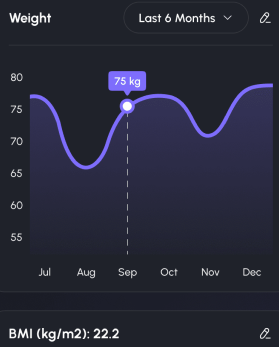 Weight
Last 6 Months
80
75 kg
75
70
65
60
55
Jul Aug Sep Oct Nov Dec
BMI (kg/m2): 22.2